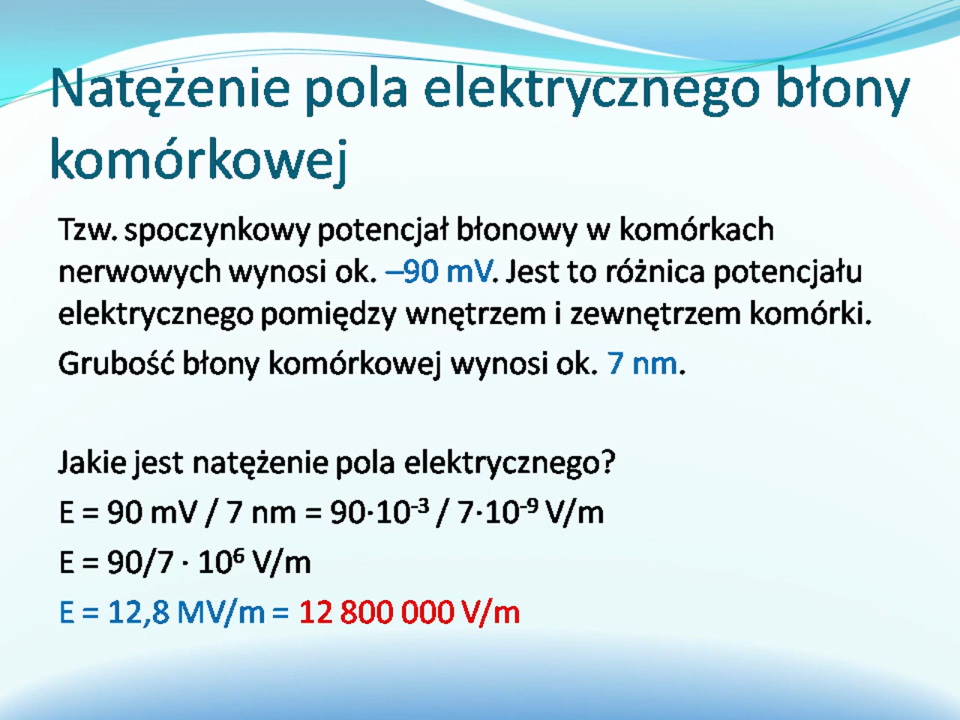 Natężenie pola elektrycznego błony
komórkowej
Tzw. spoczynkowy potencjał błonowy w komórkach
nerwowych wynosi ok. –90 mV. Jest to różnica potencjału
elektrycznego pomiędzy wnętrzem i zewnętrzem komórki.
Grubość błony komórkowej wynosi ok. 7 nm.
Jakie jest natężenie pola elektrycznego?
E = 90 mV / 7 nm = 90·10⁻³ / 7·10⁻⁹ V/m
E = 90/7 · 10⁶ V/m
E = 12,8 MV/m = 12 800 000 V/m